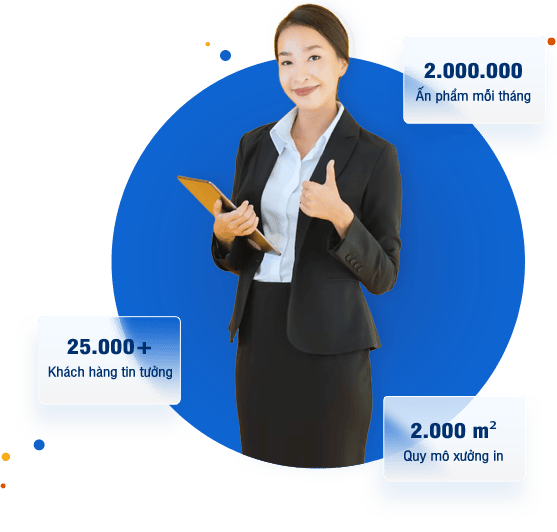 2.000.000
Ấn phẩm mỗi tháng
25.000+
Khách hàng tin tưởng
2.000 m²
Quy mô xưởng in